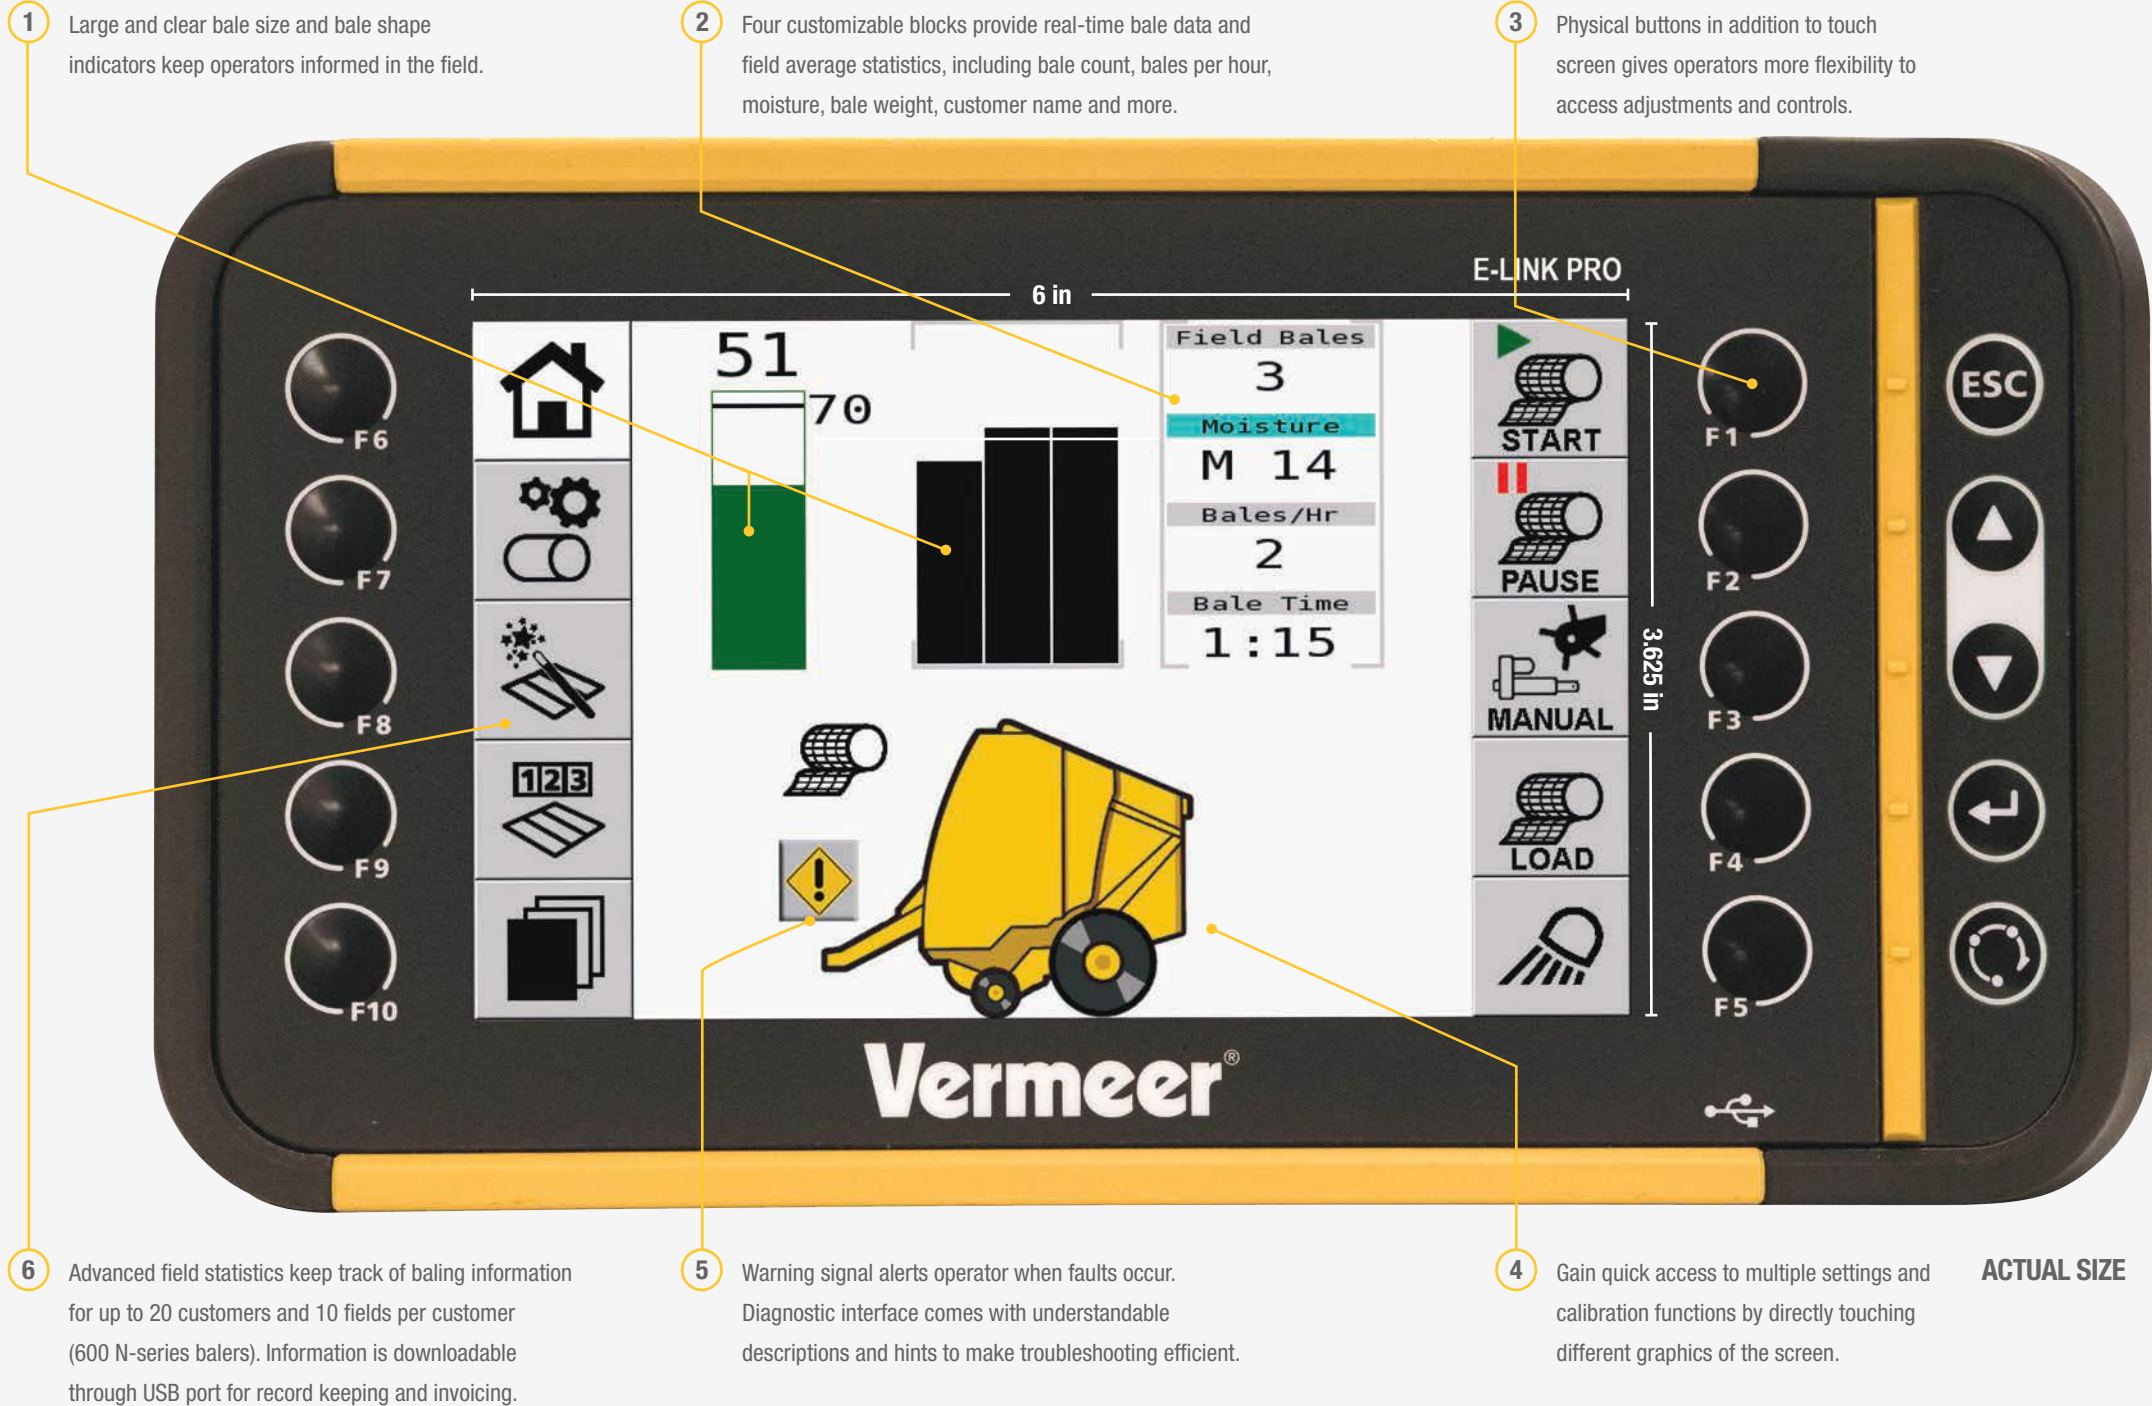 1
Large and clear bale size and bale shape
indicators keep operators informed in the field.
2
Four customizable blocks provide real-time bale data and
field average statistics, including bale count, bales per hour,
moisture, bale weight, customer name and more.
3
Physical buttons in addition to touch
screen gives operators more flexibility to
access adjustments and controls.
E-LINK PRO
6 in
3.625 in
F6
F7
F8
F9
F10
51
70
123
Field Bales
3
Moisture
M 14
Bales/Hr
2
Bale Time
1:15
START
PAUSE
MANUAL
LOAD
F1
F2
F3
F4
F5
ESC
Vermeer®
6
Advanced field statistics keep track of baling information
for up to 20 customers and 10 fields per customer
(600 N-series balers). Information is downloadable
through USB port for record keeping and invoicing.
5
Warning signal alerts operator when faults occur.
Diagnostic interface comes with understandable
descriptions and hints to make troubleshooting efficient.
4
Gain quick access to multiple settings and
calibration functions by directly touching
different graphics of the screen.
ACTUAL SIZE